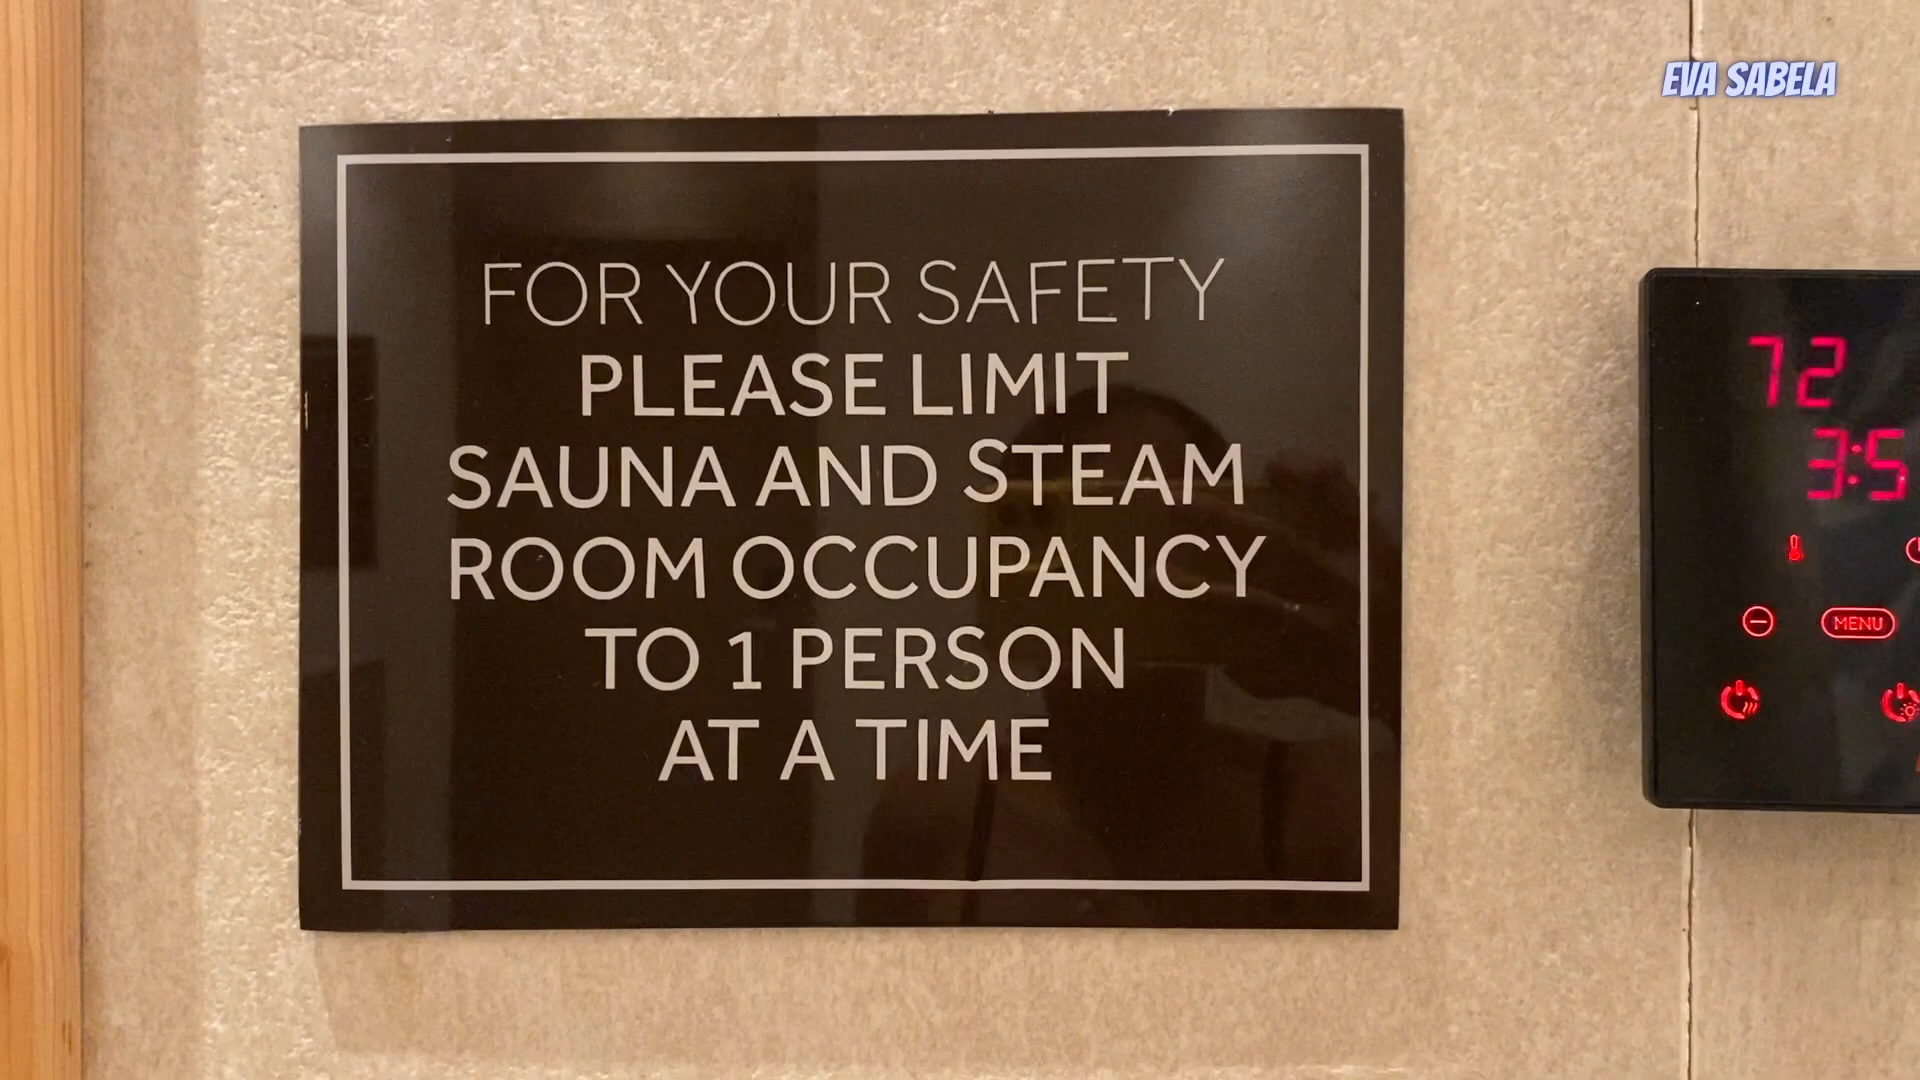 EVA SABELA
FOR YOUR SAFETY
PLEASE LIMIT
SAUNA AND STEAM
ROOM OCCUPANCY
TO 1 PERSON
AT A TIME
72
3:5
MENU